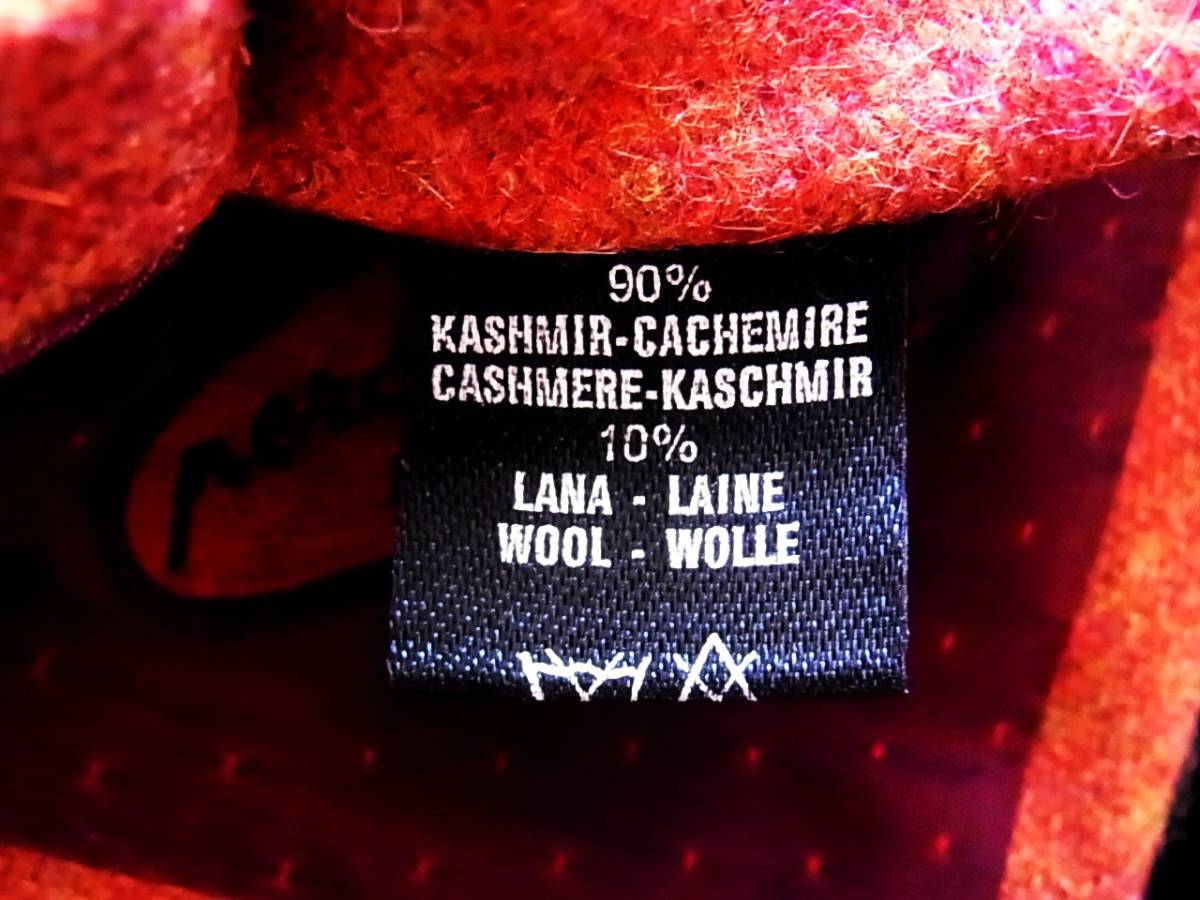 90%
KASHMIR-CACHEMIRE
CASHMERE-KASCHMIR
10%
LANA - LAINE
WOOL - WOLLE